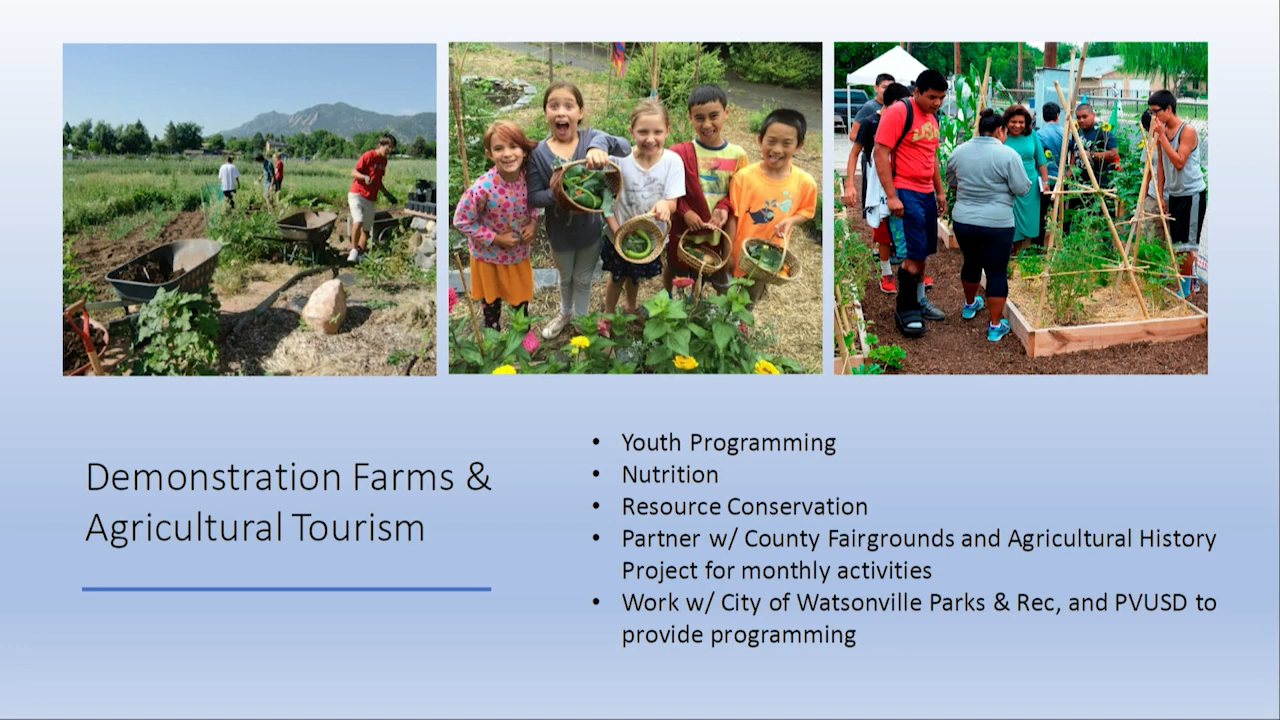 Demonstration Farms &
Agricultural Tourism
• Youth Programming
• Nutrition
• Resource Conservation
• Partner w/ County Fairgrounds and Agricultural History
Project for monthly activities
• Work w/ City of Watsonville Parks & Rec, and PVUSD to
provide programming